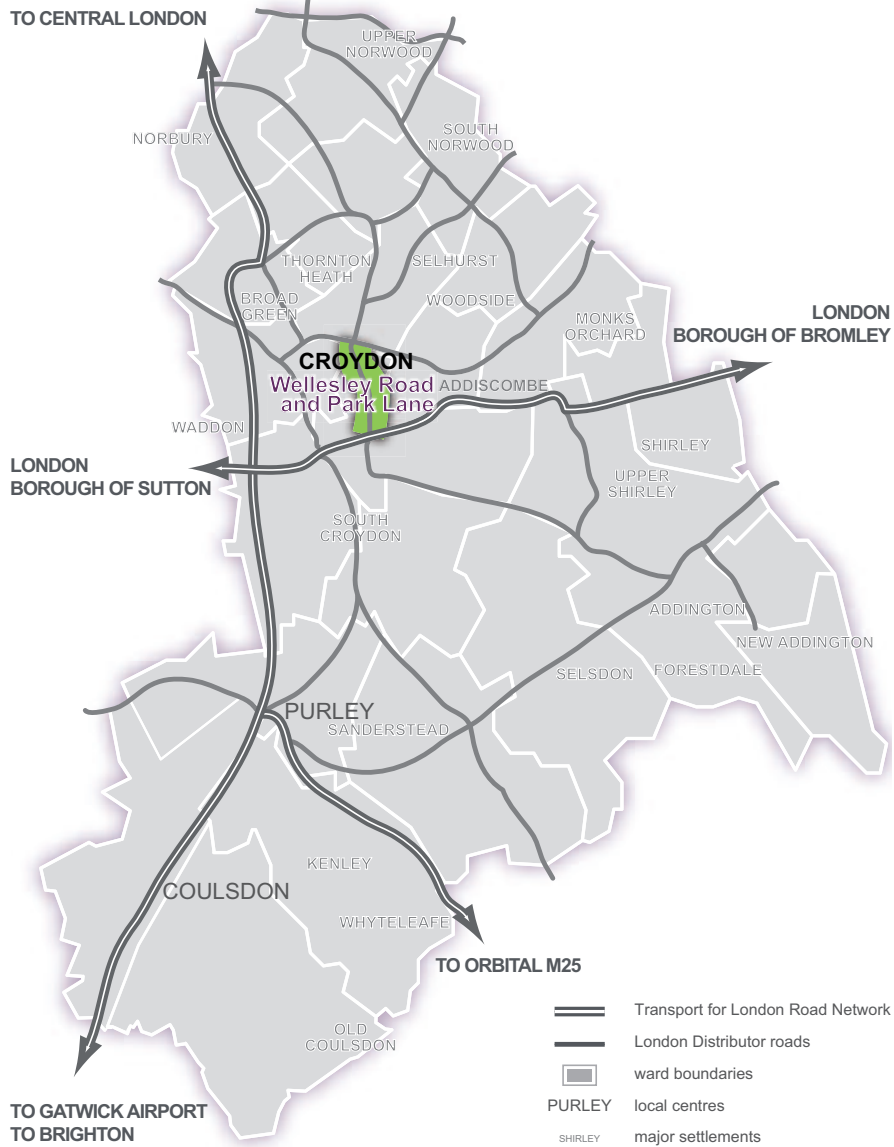 TO CENTRAL LONDON
UPPER
NORWOOD
NORBURY
SOUTH
NORWOOD
THORNTON
HEATH
SELHURST
BROAD
GREEN
WOODSIDE
MONKS
ORCHARD
LONDON
BOROUGH OF BROMLEY
CROYDON
Wellesley Road
and Park Lane
ADDISCOMBE
WADDON
SHIRLEY
LONDON
BOROUGH OF SUTTON
UPPER
SHIRLEY
SOUTH
CROYDON
ADDINGTON
NEW ADDINGTON
SELSDON
FORESTDALE
PURLEY
SANDERSTEAD
KENLEY
COULSDON
WHYTELEAFE
TO ORBITAL M25
OLD
COULSDON
TO GATWICK AIRPORT
TO BRIGHTON
Transport for London Road Network
London Distributor roads
ward boundaries
PURLEY local centres
SHIRLEY major settlements